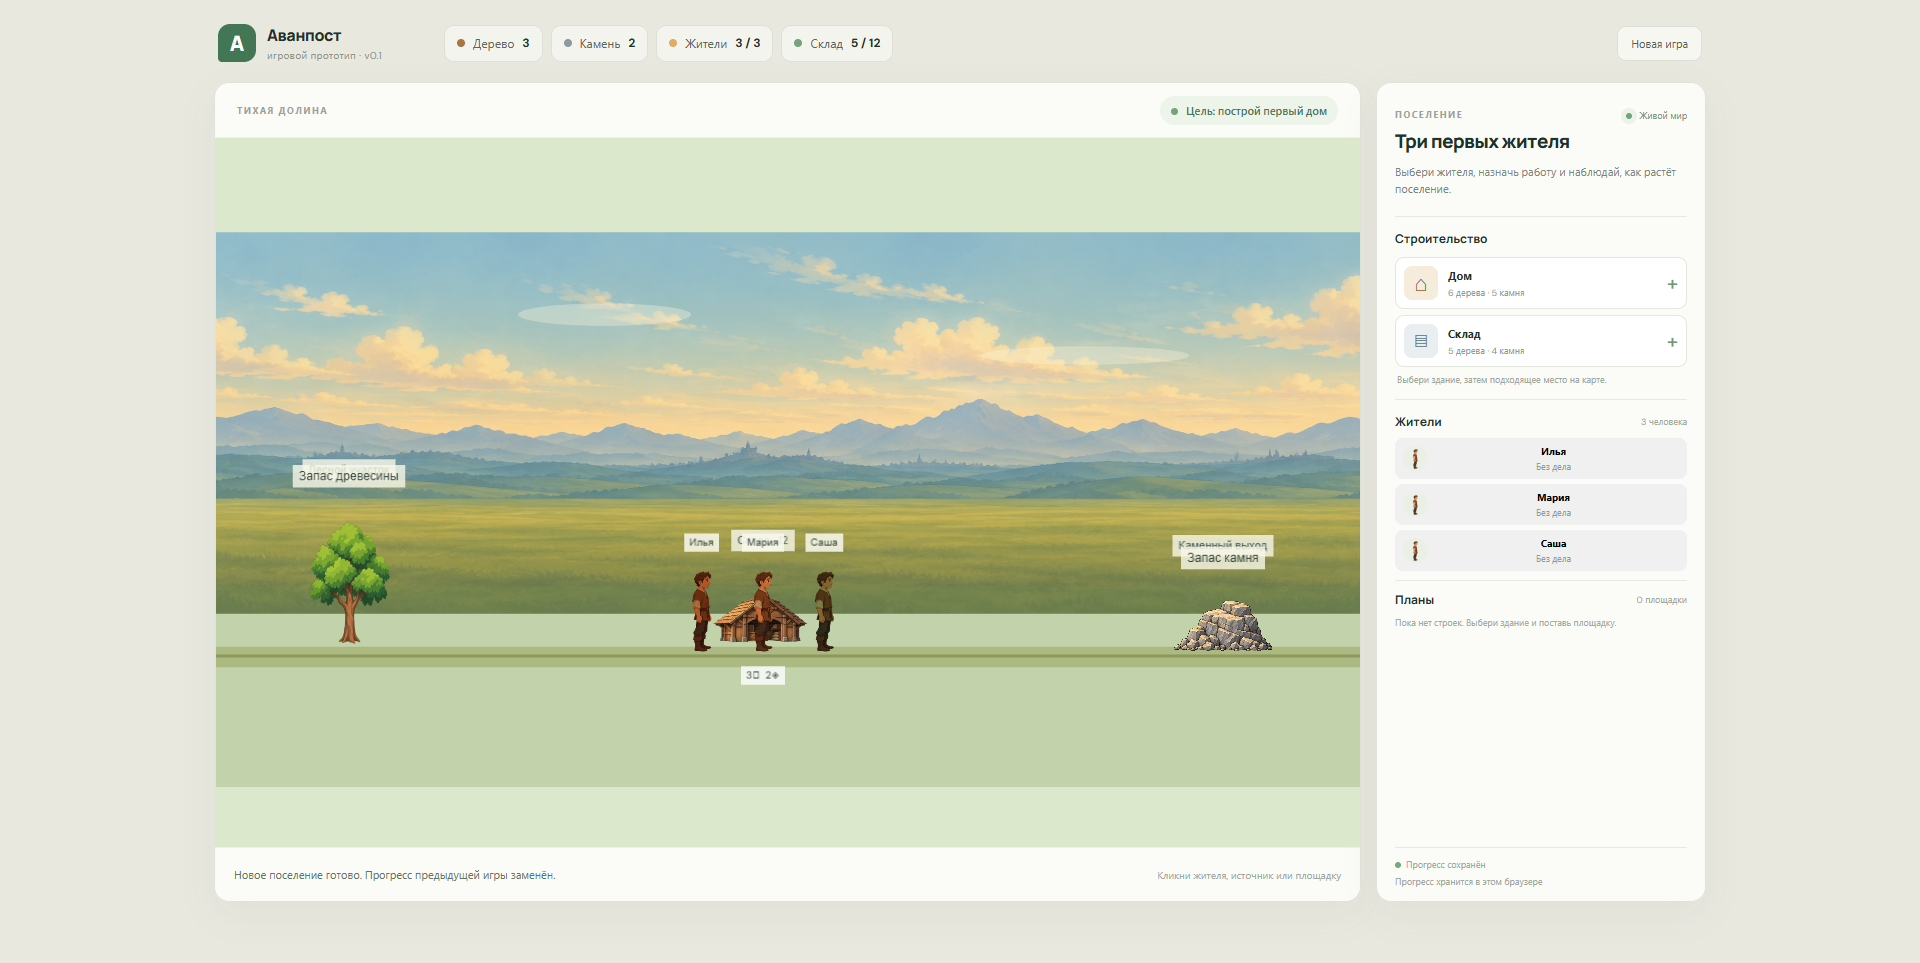 А
Аванпост
игровой прототип · v0.1
Дерево 3
Камень 2
Жители 3 / 3
Склад 5 / 12
Новая игра
ТИХАЯ ДОЛИНА
Цель: построй первый дом
Запас древесины
Илья
Мария
2
Саша
Каменный выход
Запас камня
3 2
Новое поселение готово. Прогресс предыдущей игры заменён.
Кликни жителя, источник или площадку
ПОСЕЛЕНИЕ
Живой мир
Три первых жителя
Выбери жителя, назначь работу и наблюдай, как растёт
поселение.
Строительство
Дом
6 дерева · 5 камня
+
Склад
5 дерева · 4 камня
+
Выбери здание, затем подходящее место на карте.
Жители
3 человека
Илья
Без дела
Мария
Без дела
Саша
Без дела
Планы
0 площадки
Пока нет строек. Выбери здание и поставь площадку.
Прогресс сохранён
Прогресс хранится в этом браузере